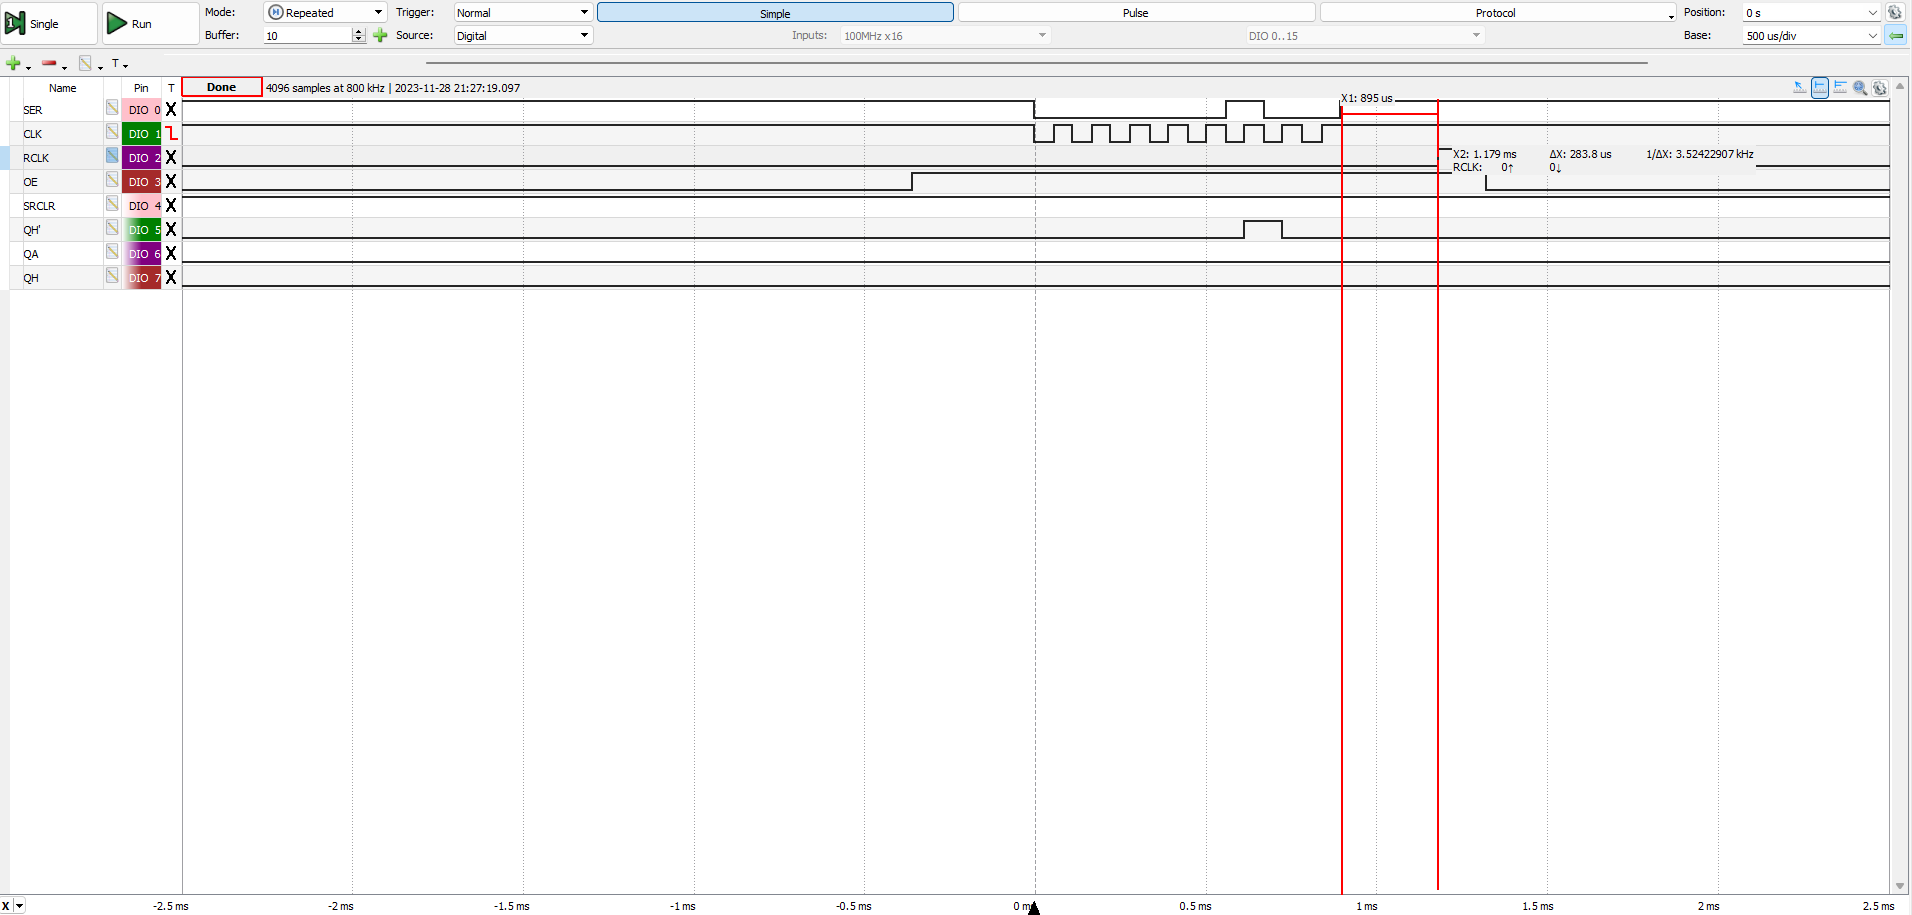 Single
Run
Mode: Repeated Trigger: Normal Simple Pulse Protocol Position: 0 s
Buffer: 10 Source: Digital Inputs: 100MHz x16 DIO 0..15 Base: 500 us/div
T
Name Pin T Done 4096 samples at 800 kHz | 2023-11-28 21:27:19.097
X1: 895 us
SER DIO 0 X
CLK DIO 1
RCLK DIO 2 X
X2: 1.179 ms ΔX: 283.8 us 1/ΔX: 3.52422907 kHz
RCLK: 0↑ 0↓
OE DIO 3 X
SRCLR DIO 4 X
QH' DIO 5 X
QA DIO 6 X
QH DIO 7 X
X -2.5 ms -2 ms -1.5 ms -1 ms -0.5 ms 0 m 0.5 ms 1 ms 1.5 ms 2 ms 2.5 ms